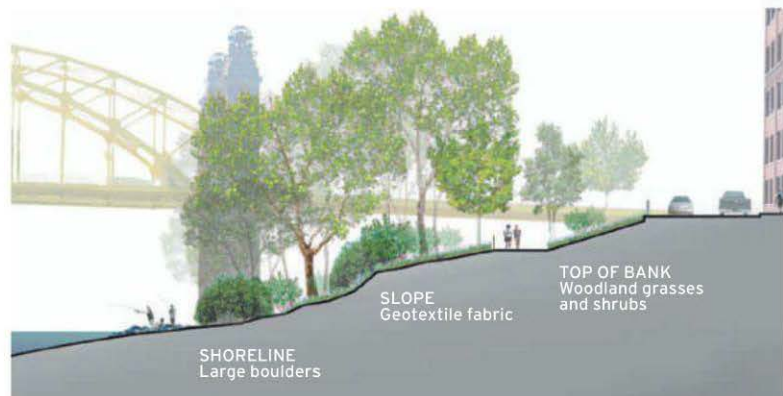 TOP OF BANK
Woodland grasses
and shrubs
SLOPE
Geotextile fabric
SHORELINE
Large boulders